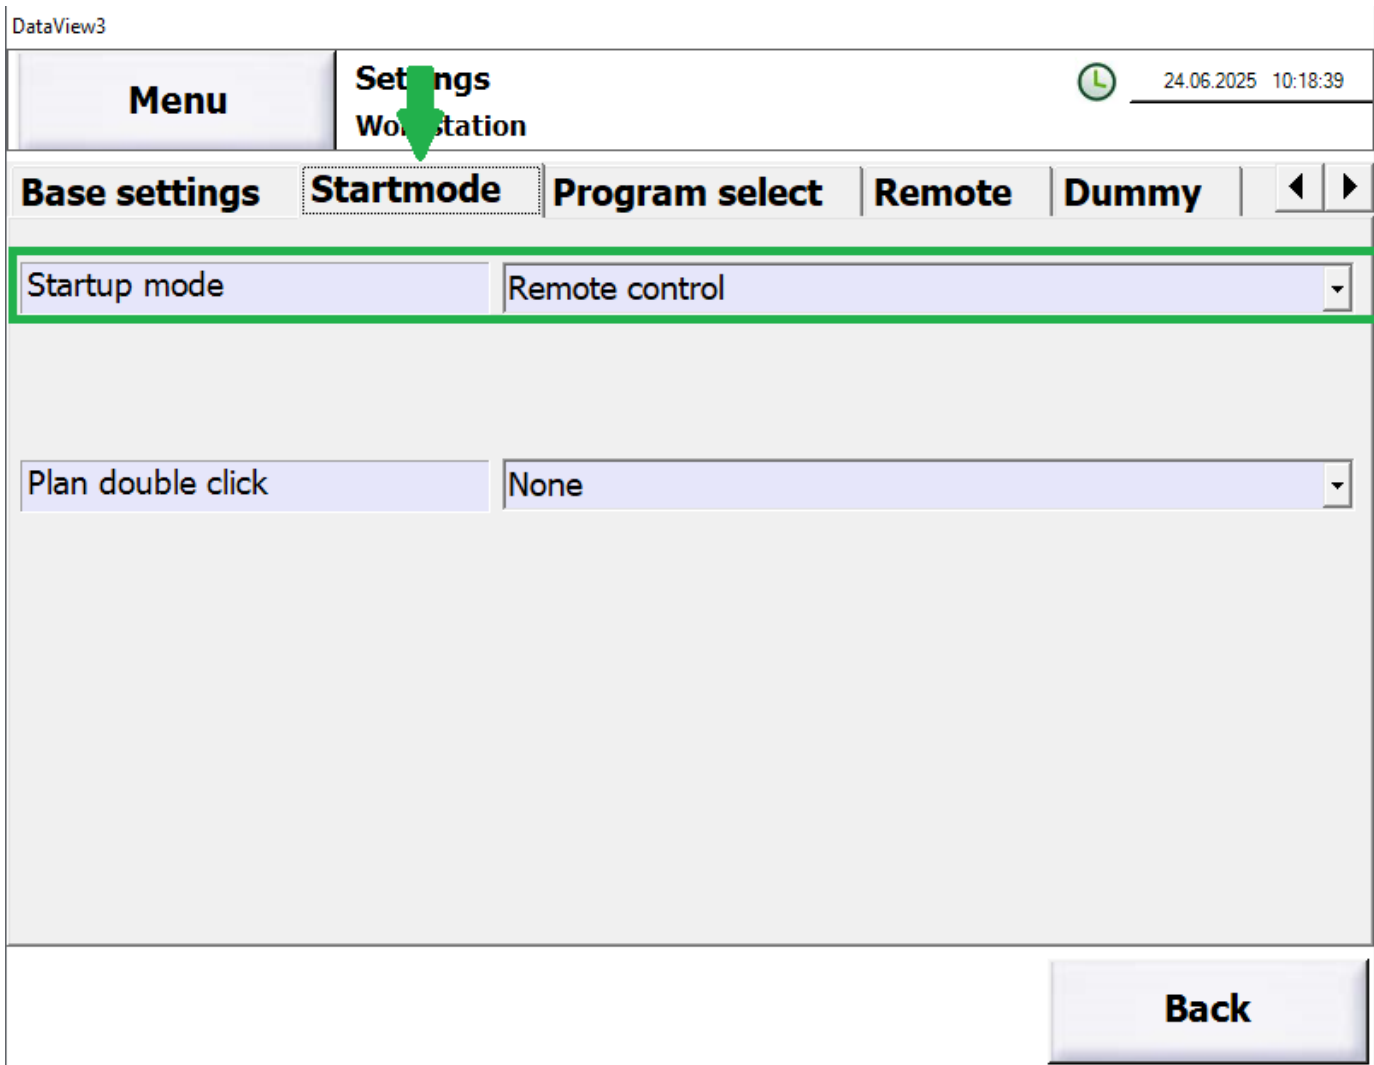 DataView3
Menu
Settings
24.06.2025 10:18:39
Workstation
Base settings Startmode Program select Remote Dummy
Startup mode Remote control
Plan double click None
Back